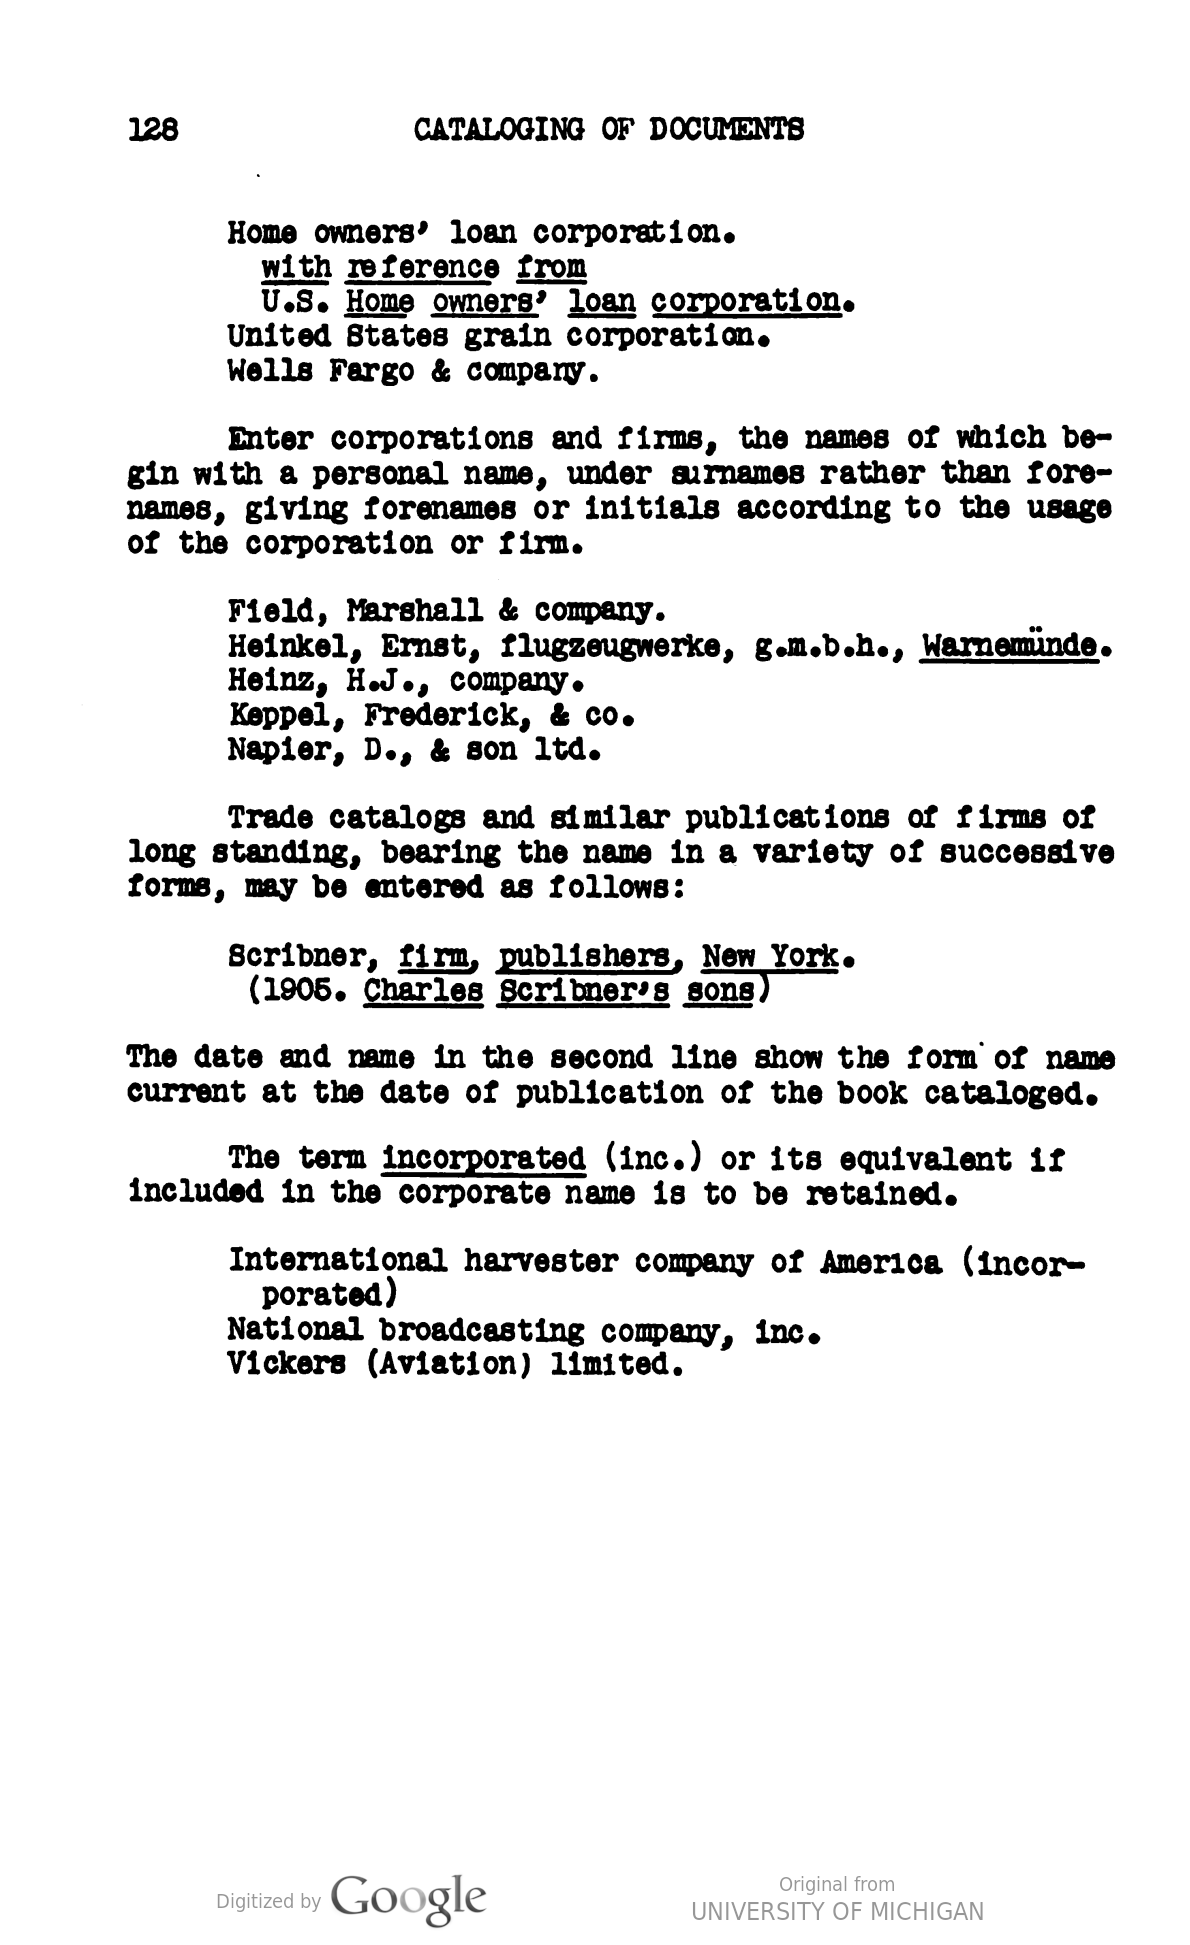 128 CATALOGING OF DOCUMENTS
Home owners' loan corporation.
with reference from
U.S. Home owners' loan corporation.
United States grain corporation.
Wells Fargo & company.
Enter corporations and firms, the names of which be-
gin with a personal name, under surnames rather than fore-
names, giving forenames or initials according to the usage
of the corporation or firm.
Field, Marshall & company.
Heinkel, Ernst, flugzeugwerke, g.m.b.h., Warnemünde.
Heinz, H.J., company.
Keppel, Frederick, & co.
Napier, D., & son ltd.
Trade catalogs and similar publications of firms of
long standing, bearing the name in a variety of successive
forms, may be entered as follows:
Scribner, firm, publishers, New York.
(1905. Charles Scribner's sons)
The date and name in the second line show the form of name
current at the date of publication of the book cataloged.
The term incorporated (inc.) or its equivalent if
included in the corporate name is to be retained.
International harvester company of America (incor-
porated)
National broadcasting company, inc.
Vickers (Aviation) limited.
Digitized by Google
Original from
UNIVERSITY OF MICHIGAN